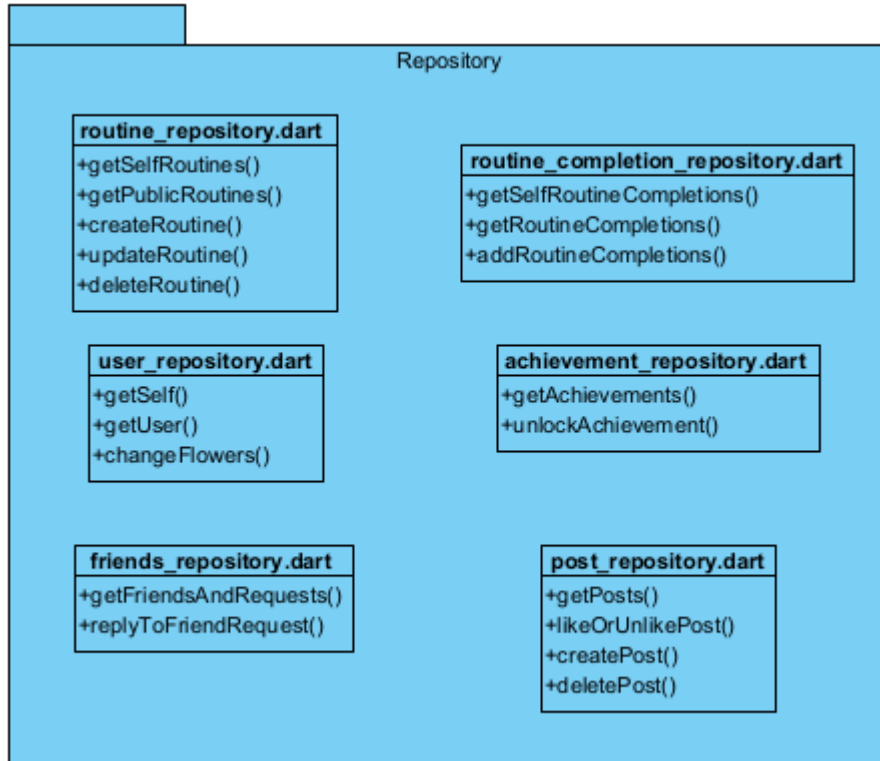 Repository
routine_repository.dart
+getSelfRoutines()
+getPublicRoutines()
+createRoutine()
+updateRoutine()
+deleteRoutine()
routine_completion_repository.dart
+getSelfRoutineCompletions()
+getRoutineCompletions()
+addRoutineCompletions()
user_repository.dart
+getSelf()
+getUser()
+changeFlowers()
achievement_repository.dart
+getAchievements()
+unlockAchievement()
friends_repository.dart
+getFriendsAndRequests()
+replyToFriendRequest()
post_repository.dart
+getPosts()
+likeOrUnlikePost()
+createPost()
+deletePost()